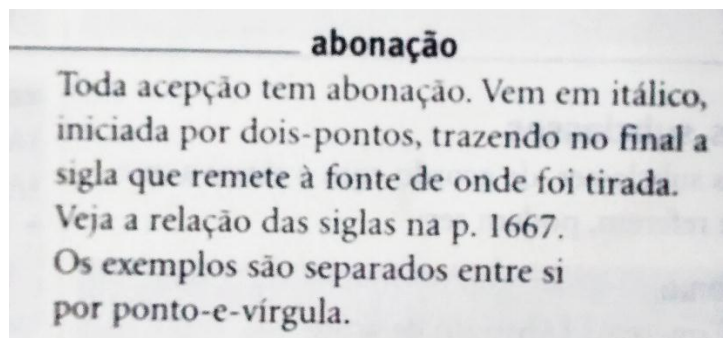 abonação
Toda acepção tem abonação. Vem em itálico,
iniciada por dois-pontos, trazendo no final a
sigla que remete à fonte de onde foi tirada.
Veja a relação das siglas na p. 1667.
Os exemplos são separados entre si
por ponto-e-vírgula.